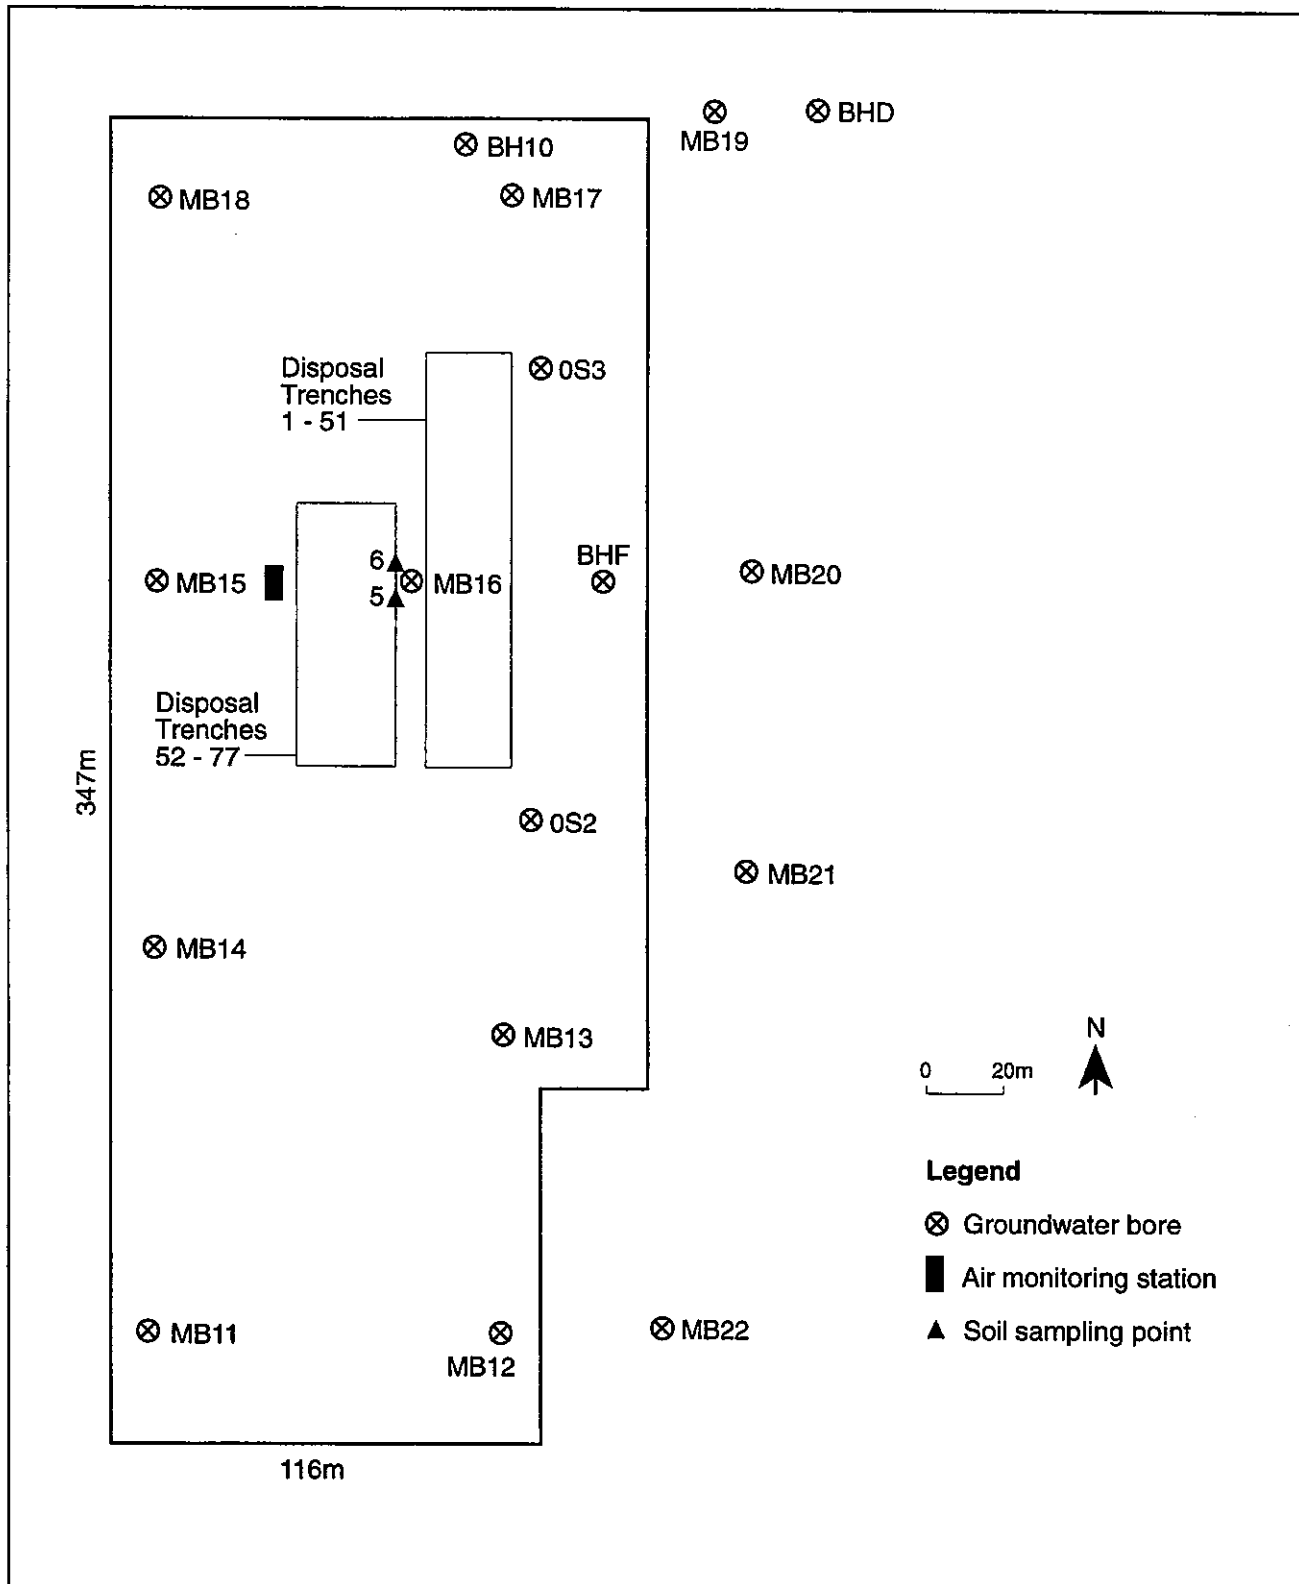 MB19
BHD
BH10
MB18
MB17
Disposal
Trenches
1 - 51
0S3
MB15
6
5
MB16
BHF
MB20
Disposal
Trenches
52 - 77
347m
0S2
MB21
MB14
MB13
N
0 20m
Legend
Groundwater bore
Air monitoring station
Soil sampling point
MB11
MB12
MB22
116m